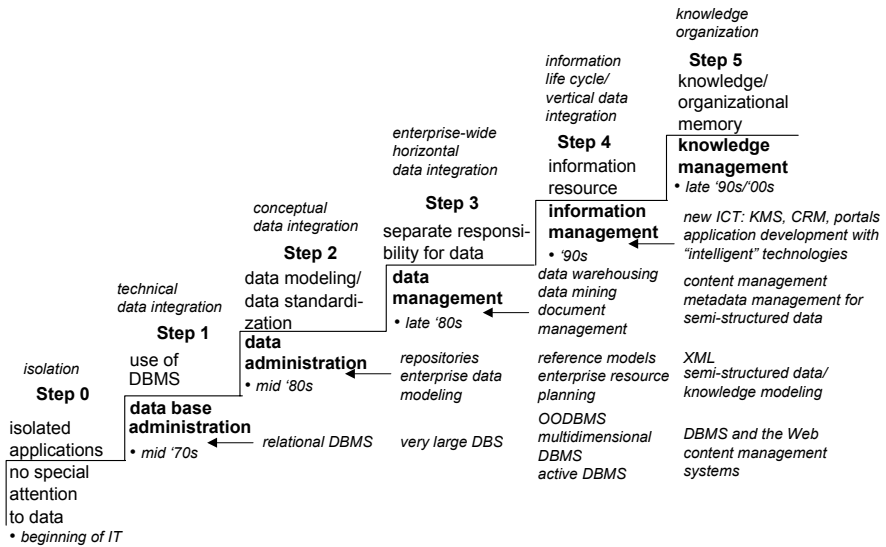 isolation
Step 0
isolated
applications
no special
attention
to data
• beginning of IT
technical
data integration
Step 1
use of
DBMS
data base
administration
• mid ‘70s
conceptual
data integration
Step 2
data modeling/
data standardi-
zation
data
administration
• mid ‘80s
relational DBMS
enterprise-wide
horizontal
data integration
Step 3
separate responsi-
bility for data
data
management
• late ‘80s
repositories
enterprise data
modeling
very large DBS
information
life cycle/
vertical data
integration
Step 4
information
resource
information
management
• ‘90s
data warehousing
data mining
document
management
reference models
enterprise resource
planning
OODBMS
multidimensional
DBMS
active DBMS
knowledge
organization
Step 5
knowledge/
organizational
memory
knowledge
management
• late ‘90s/‘00s
new ICT: KMS, CRM, portals
application development with
“intelligent” technologies
content management
metadata management for
semi-structured data
XML
semi-structured data/
knowledge modeling
DBMS and the Web
content management
systems